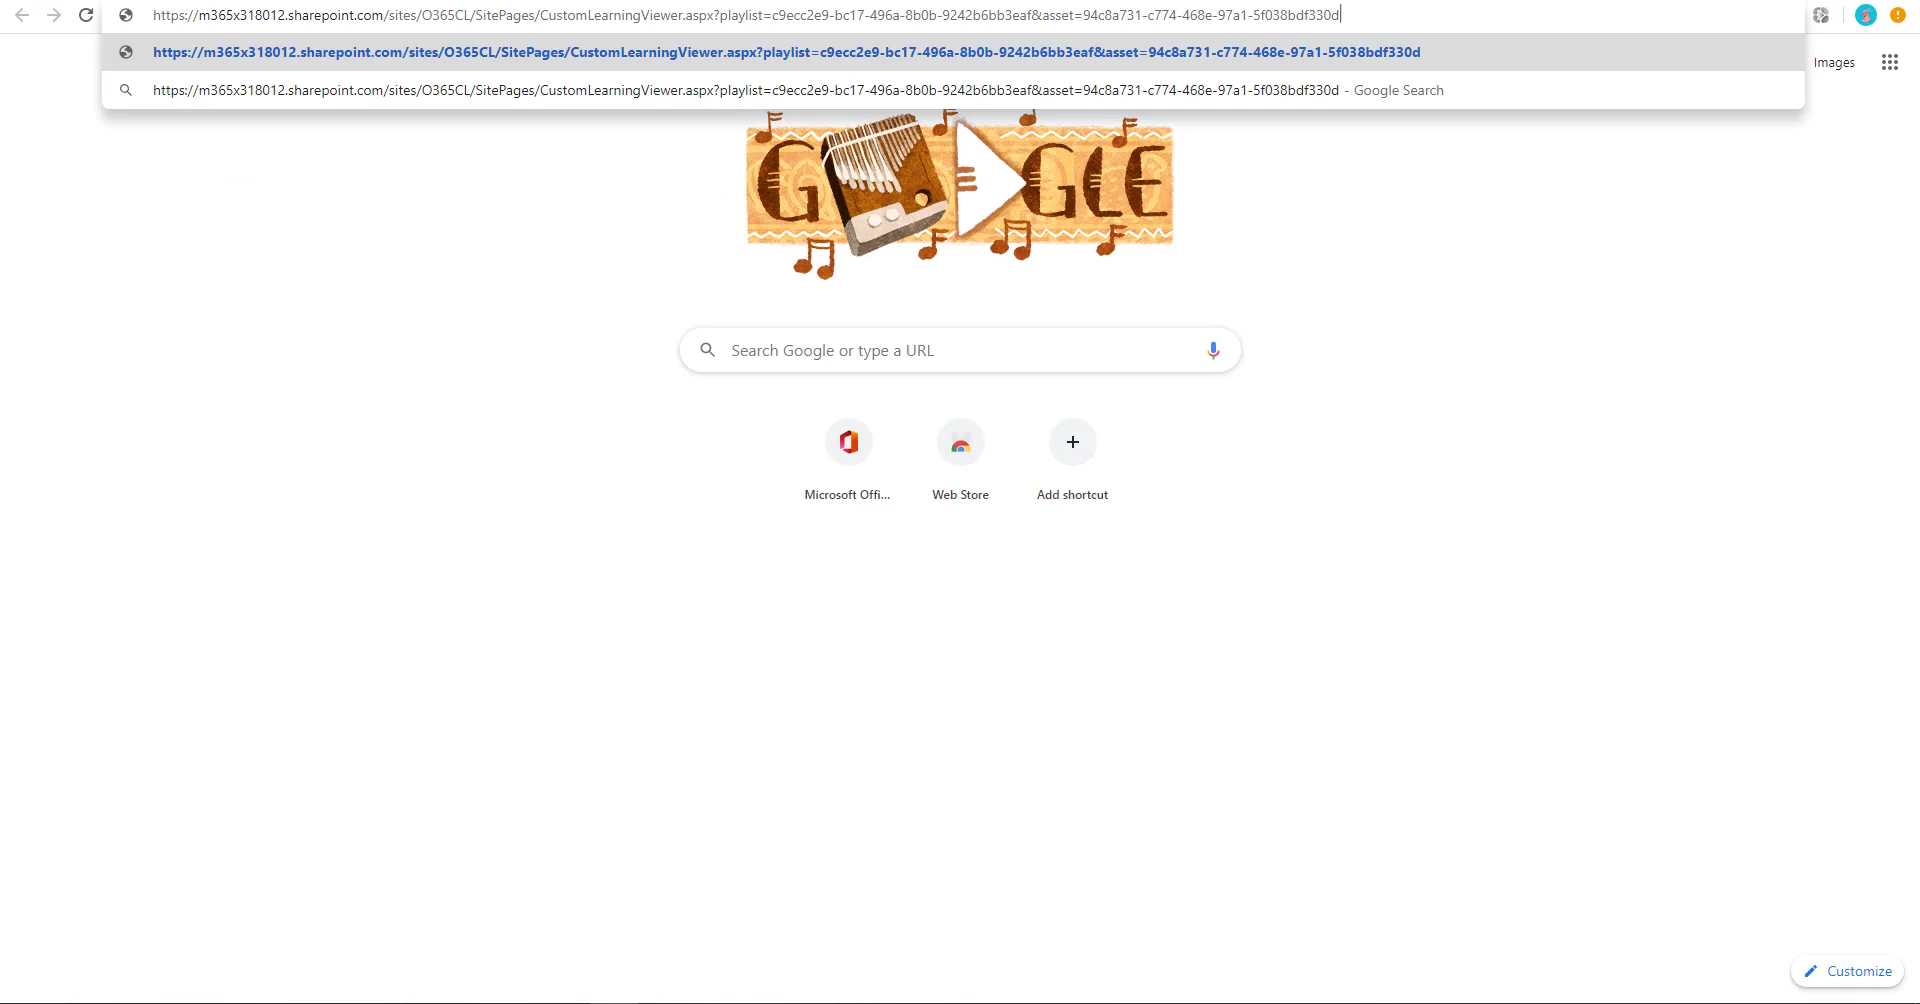 https://m365x318012.sharepoint.com/sites/O365CL/SitePages/CustomLearningViewer.aspx?playlist=c9ecc2e9-bc17-496a-8b0b-9242b6bb3eaf&asset=94c8a731-c774-468e-97a1-5f038bdf330d
https://m365x318012.sharepoint.com/sites/O365CL/SitePages/CustomLearningViewer.aspx?playlist=c9ecc2e9-bc17-496a-8b0b-9242b6bb3eaf&asset=94c8a731-c774-468e-97a1-5f038bdf330d
Images
https://m365x318012.sharepoint.com/sites/O365CL/SitePages/CustomLearningViewer.aspx?playlist=c9ecc2e9-bc17-496a-8b0b-9242b6bb3eaf&asset=94c8a731-c774-468e-97a1-5f038bdf330d - Google Search
GOOGLE
Search Google or type a URL
Microsoft Offi... Web Store Add shortcut
Customize